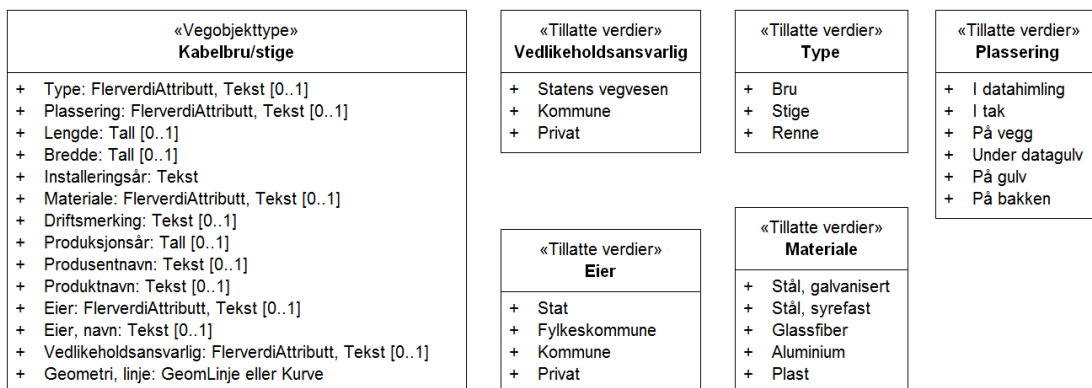 «Vegobjekttype»
Kabelbru/stige
+ Type: FlerverdiAttributt, Tekst [0..1]
+ Plassering: FlerverdiAttributt, Tekst [0..1]
+ Lengde: Tall [0..1]
+ Bredde: Tall [0..1]
+ Installeringsår: Tekst
+ Materiale: FlerverdiAttributt, Tekst [0..1]
+ Driftsmerking: Tekst [0..1]
+ Produksjonsår: Tall [0..1]
+ Produsentnavn: Tekst [0..1]
+ Produktnavn: Tekst [0..1]
+ Eier: FlerverdiAttributt, Tekst [0..1]
+ Eier, navn: Tekst [0..1]
+ Vedlikeholdsansvarlig: FlerverdiAttributt, Tekst [0..1]
+ Geometri, linje: GeomLinje eller Kurve
«Tillatte verdier»
Vedlikeholdsansvarlig
+ Statens vegvesen
+ Kommune
+ Privat
«Tillatte verdier»
Type
+ Bru
+ Stige
+ Renne
«Tillatte verdier»
Plassering
+ I datahimling
+ I tak
+ På vegg
+ Under datagulv
+ På gulv
+ På bakken
«Tillatte verdier»
Eier
+ Stat
+ Fylkeskommune
+ Kommune
+ Privat
«Tillatte verdier»
Materiale
+ Stål, galvanisert
+ Stål, syrefast
+ Glassfiber
+ Aluminium
+ Plast